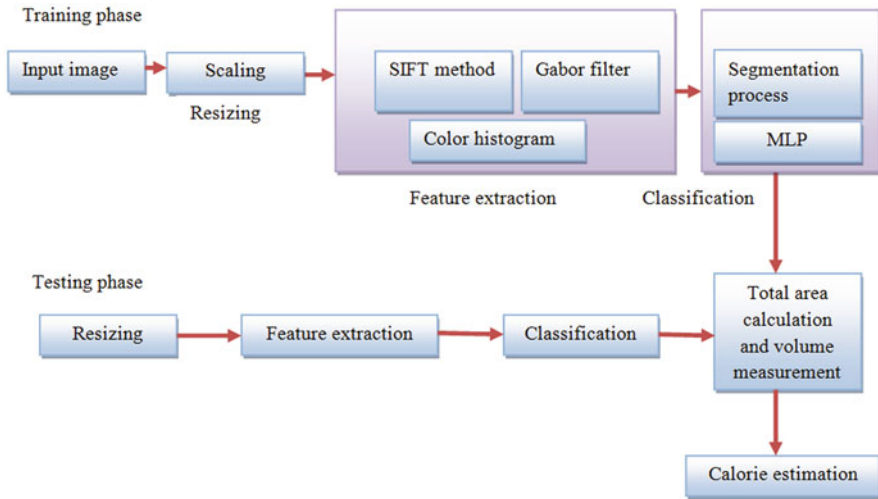 Training phase
Input image
Scaling
Resizing
SIFT method
Gabor filter
Color histogram
Feature extraction
Segmentation
process
MLP
Classification
Testing phase
Resizing
Feature extraction
Classification
Total area
calculation
and volume
measurement
Calorie estimation